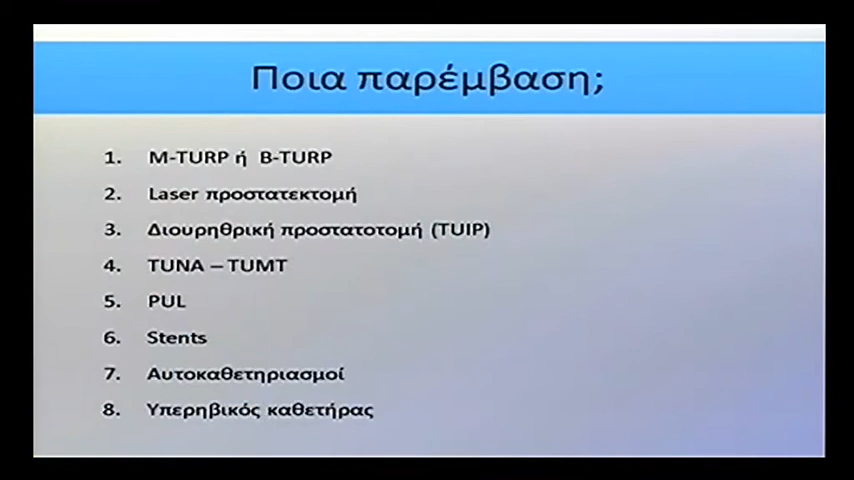 Ποια παρέμβαση;
1. M-TURP ή B-TURP
2. Laser προστατεκτομή
3. Διουρηθρική προστατοτομή (TUIP)
4. TUNA – TUMT
5. PUL
6. Stents
7. Αυτοκαθετηριασμοί
8. Υπερηβικός καθετήρας